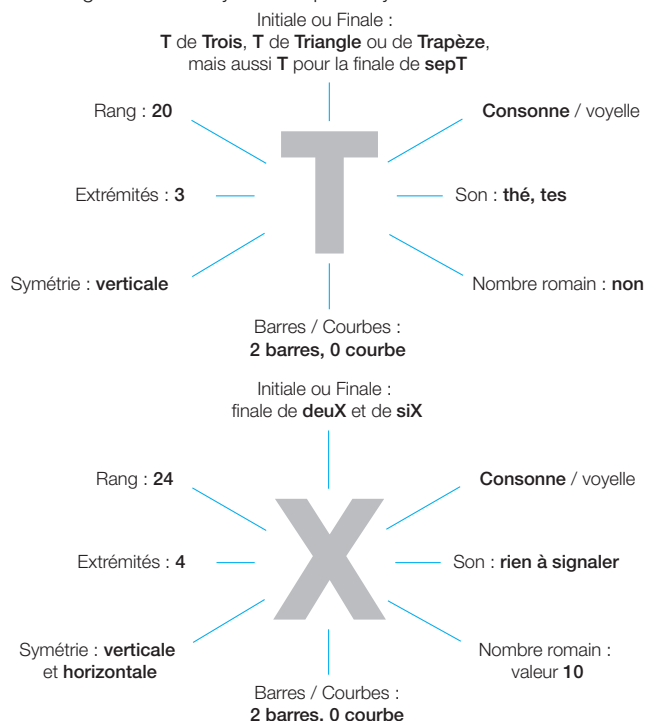 Initiale ou Finale :
T de Trois, T de Triangle ou de Trapèze,
mais aussi T pour la finale de sepT
Rang : 20
Consonne / voyelle
T
Extrémités : 3
Son : thé, tes
Symétrie : verticale
Nombre romain : non
Barres / Courbes :
2 barres, 0 courbe
Initiale ou Finale :
finale de deuX et de siX
Rang : 24
Consonne / voyelle
X
Extrémités : 4
Son : rien à signaler
Symétrie : verticale
et horizontale
Nombre romain :
valeur 10
Barres / Courbes :
2 barres, 0 courbe